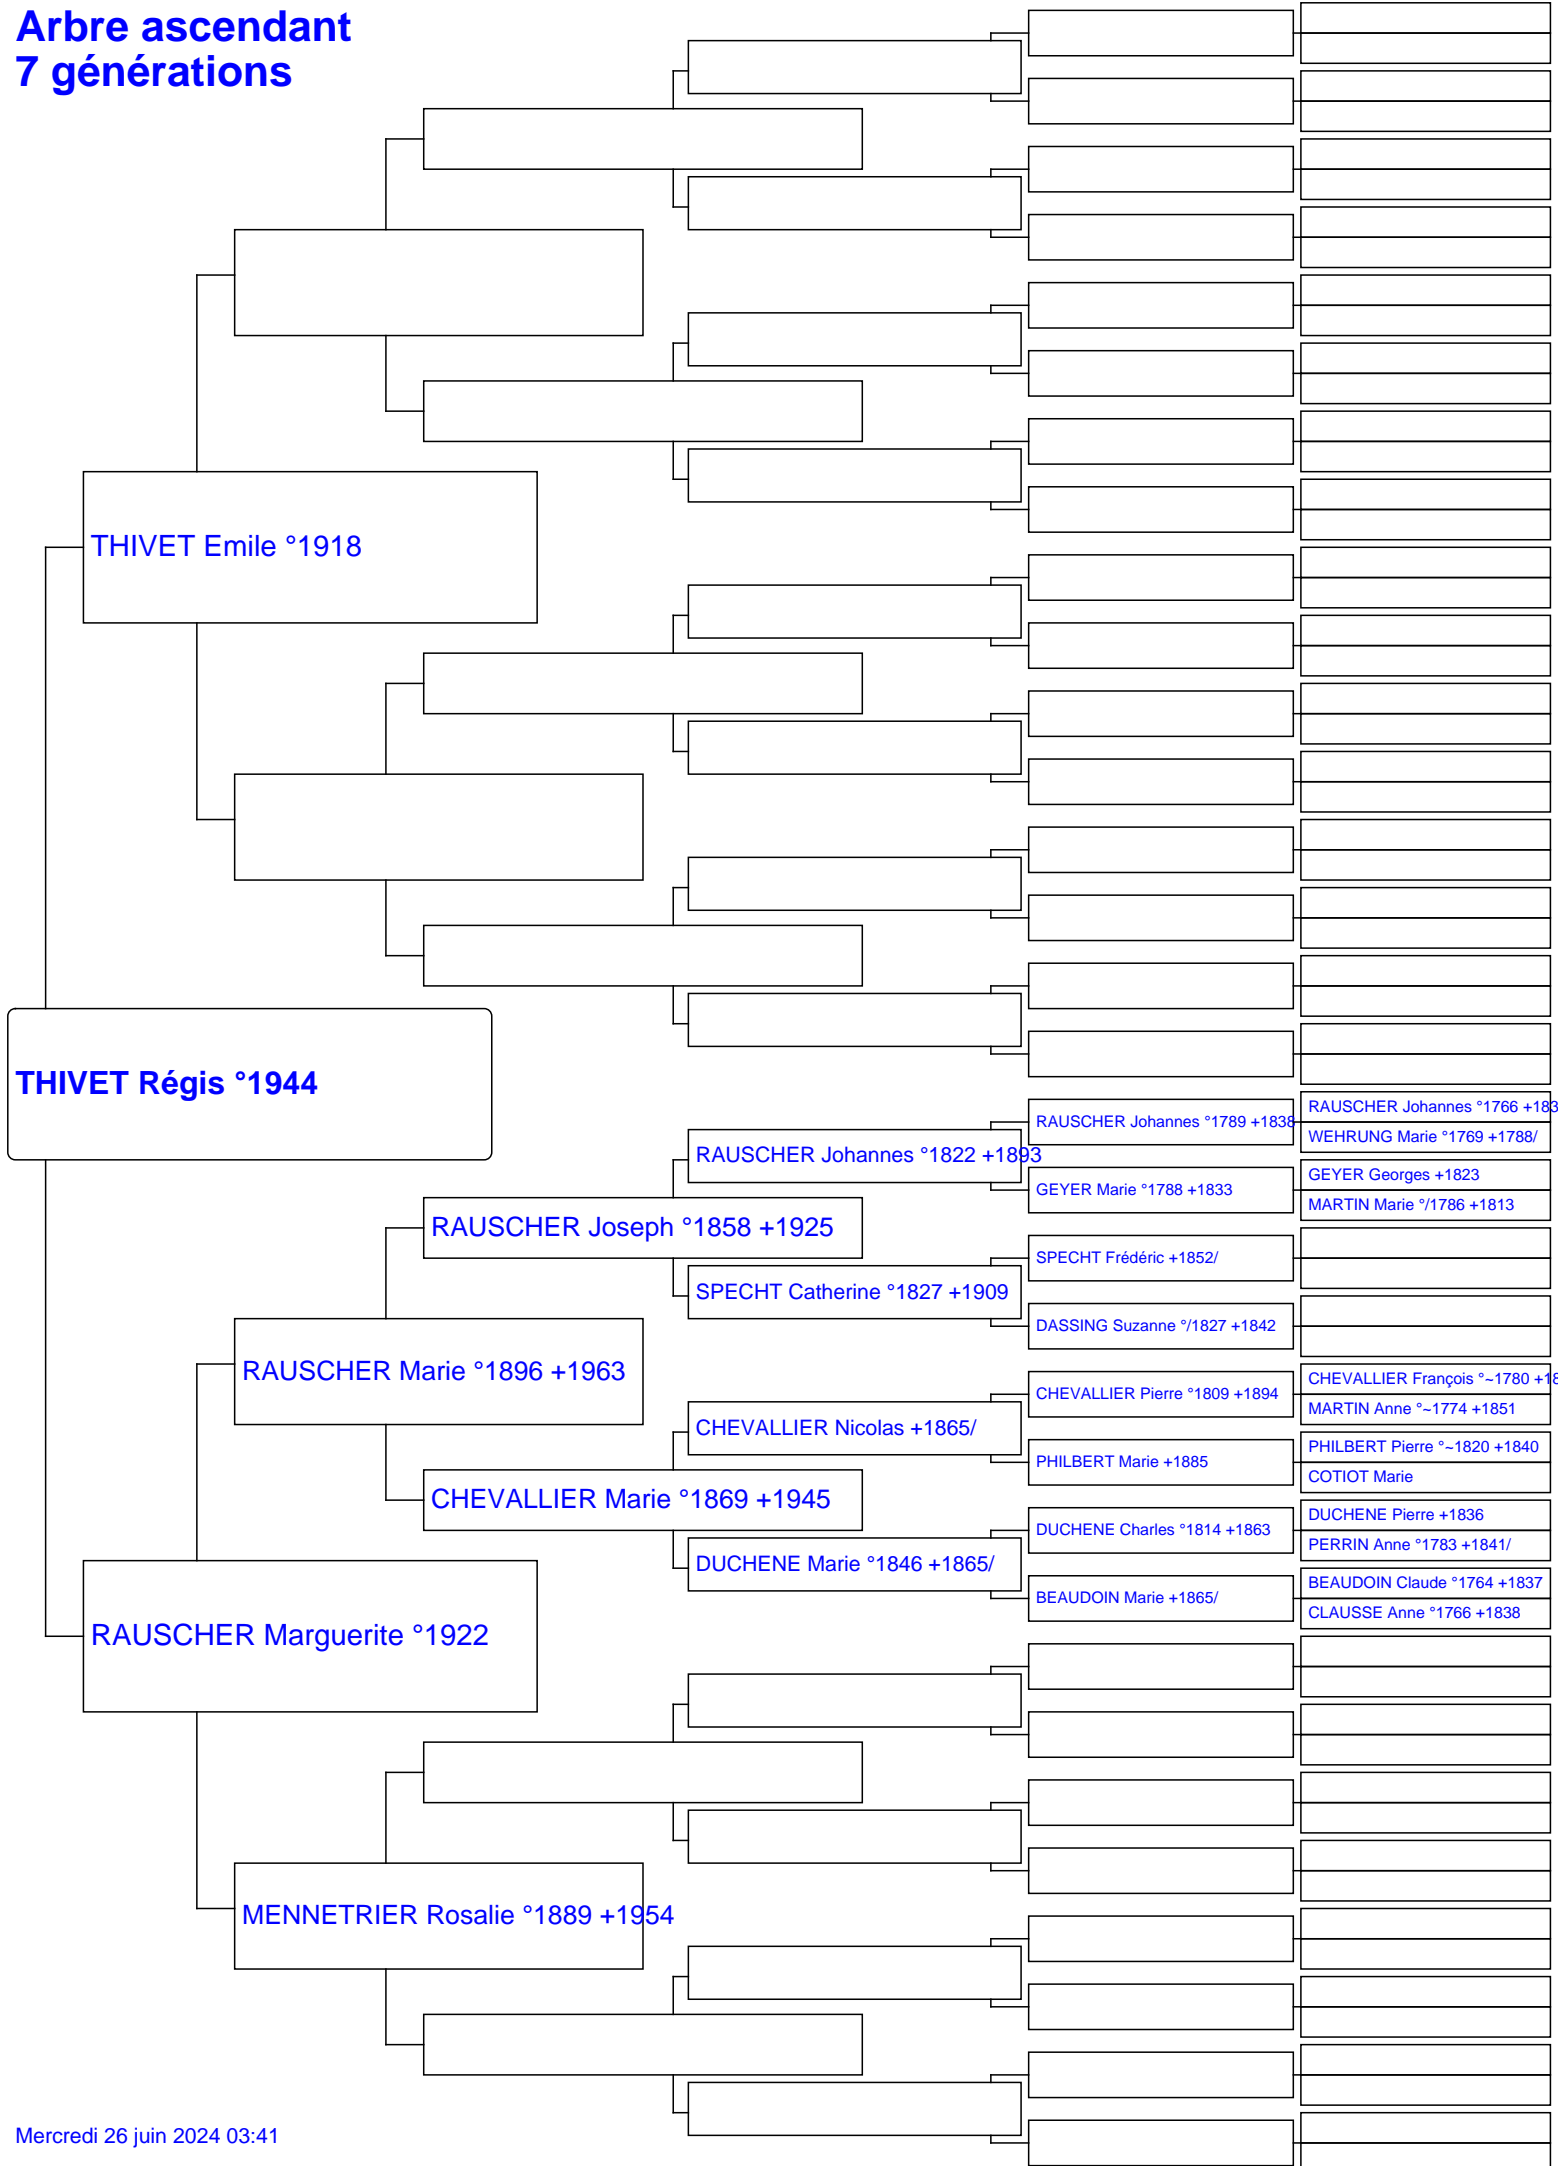 Arbre ascendant
7 générations
THIVET Emile °1918
THIVET Régis °1944
RAUSCHER Johannes °1766 +183
RAUSCHER Johannes °1789 +1838
WEHRUNG Marie °1769 +1788/
RAUSCHER Johannes °1822 +1893
GEYER Georges +1823
GEYER Marie °1788 +1833
MARTIN Marie °/1786 +1813
RAUSCHER Joseph °1858 +1925
SPECHT Frédéric +1852/
SPECHT Catherine °1827 +1909
DASSING Suzanne °/1827 +1842
RAUSCHER Marie °1896 +1963
CHEVALLIER François °~1780 +18
CHEVALLIER Pierre °1809 +1894
MARTIN Anne °~1774 +1851
CHEVALLIER Nicolas +1865/
PHILBERT Pierre °~1820 +1840
PHILBERT Marie +1885
COTIOT Marie
CHEVALLIER Marie °1869 +1945
DUCHENE Pierre +1836
DUCHENE Charles °1814 +1863
PERRIN Anne °1783 +1841/
DUCHENE Marie °1846 +1865/
BEAUDOIN Claude °1764 +1837
BEAUDOIN Marie +1865/
CLAUSSE Anne °1766 +1838
RAUSCHER Marguerite °1922
MENNETRIER Rosalie °1889 +1954
Mercredi 26 juin 2024 03:41